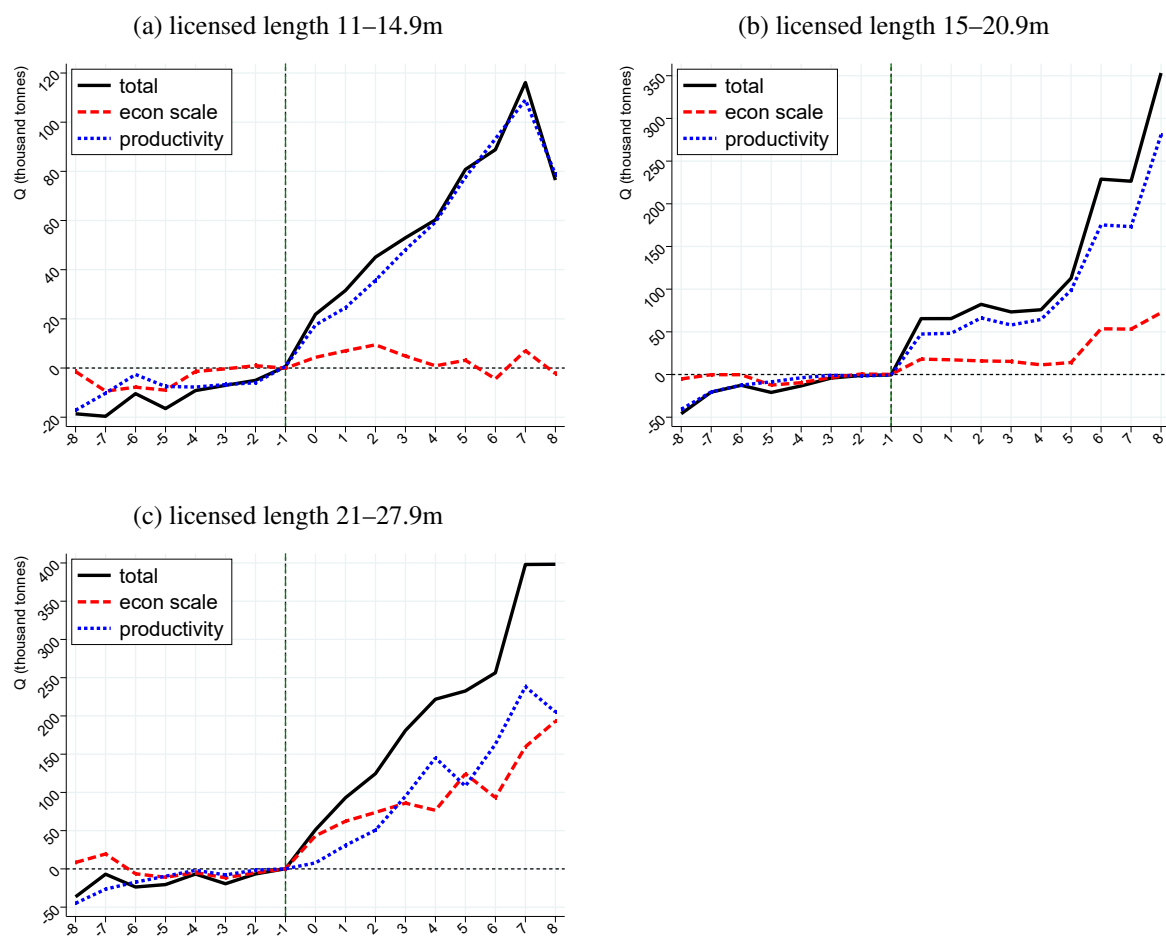 (a) licensed length 11–14.9m
total
econ scale
productivity
Q (thousand tonnes)
120
100
80
60
40
20
0
-20
-8 -7 -6 -5 -4 -3 -2 -1 0 1 2 3 4 5 6 7 8
(b) licensed length 15–20.9m
total
econ scale
productivity
Q (thousand tonnes)
350
300
250
200
150
100
50
0
-50
-8 -7 -6 -5 -4 -3 -2 -1 0 1 2 3 4 5 6 7 8
(c) licensed length 21–27.9m
total
econ scale
productivity
Q (thousand tonnes)
400
350
300
250
200
150
100
50
0
-50
-8 -7 -6 -5 -4 -3 -2 -1 0 1 2 3 4 5 6 7 8